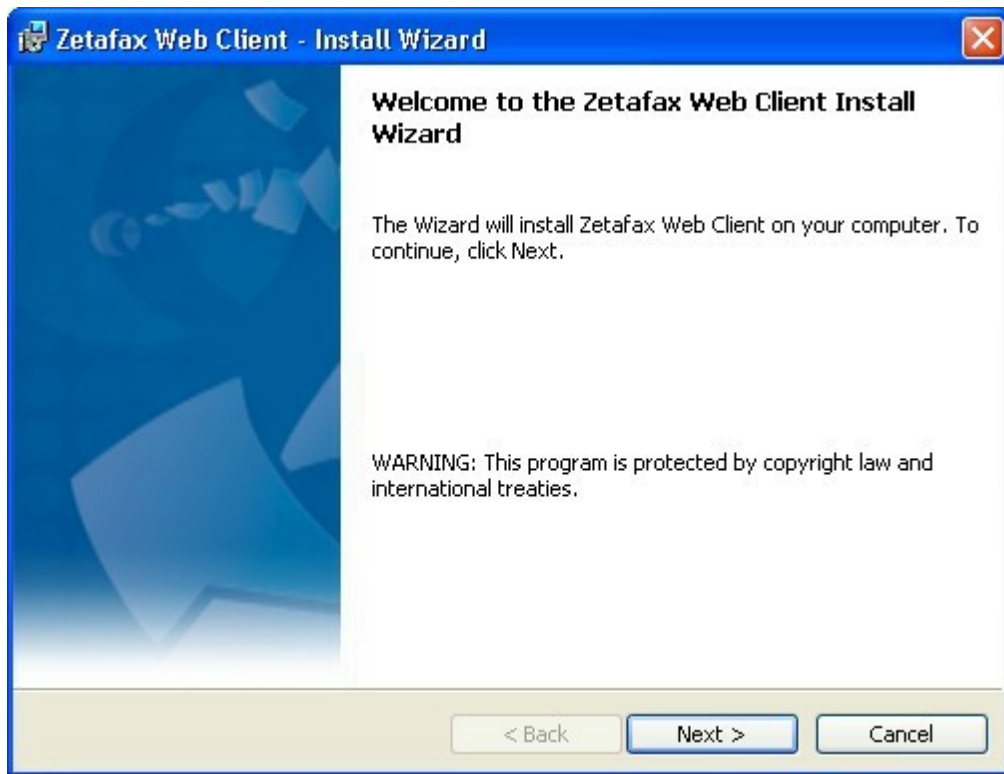 Zetafax Web Client - Install Wizard
Welcome to the Zetafax Web Client Install
Wizard
The Wizard will install Zetafax Web Client on your computer. To
continue, click Next.
WARNING: This program is protected by copyright law and
international treaties.
< Back
Next >
Cancel